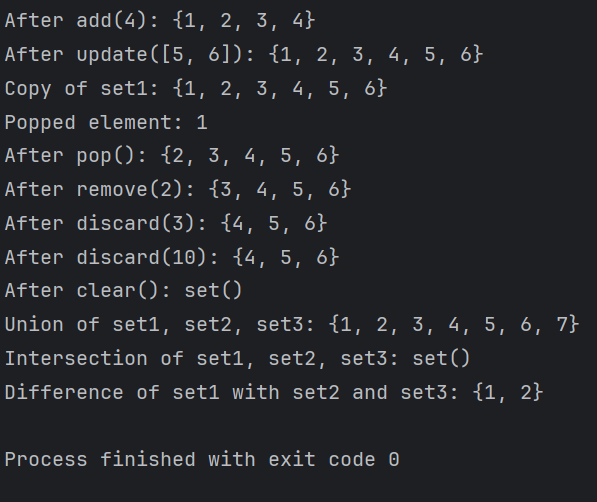 After add(4): {1, 2, 3, 4}
After update([5, 6]): {1, 2, 3, 4, 5, 6}
Copy of set1: {1, 2, 3, 4, 5, 6}
Popped element: 1
After pop(): {2, 3, 4, 5, 6}
After remove(2): {3, 4, 5, 6}
After discard(3): {4, 5, 6}
After discard(10): {4, 5, 6}
After clear(): set()
Union of set1, set2, set3: {1, 2, 3, 4, 5, 6, 7}
Intersection of set1, set2, set3: set()
Difference of set1 with set2 and set3: {1, 2}
Process finished with exit code 0